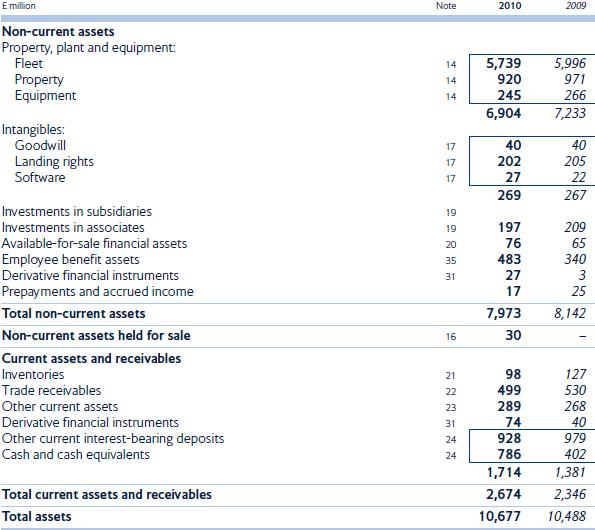 £ million Note 2010 2009
Non-current assets
Property, plant and equipment:
Fleet 14 5,739 5,996
Property 14 920 971
Equipment 14 245 266
6,904 7,233
Intangibles:
Goodwill 17 40 40
Landing rights 17 202 205
Software 17 27 22
269 267
Investments in subsidiaries 19
Investments in associates 19 197 209
Available-for-sale financial assets 20 76 65
Employee benefit assets 35 483 340
Derivative financial instruments 31 27 3
Prepayments and accrued income 17 25
Total non-current assets 7,973 8,142
Non-current assets held for sale 16 30 –
Current assets and receivables
Inventories 21 98 127
Trade receivables 22 499 530
Other current assets 23 289 268
Derivative financial instruments 31 74 40
Other current interest-bearing deposits 24 928 979
Cash and cash equivalents 24 786 402
1,714 1,381
Total current assets and receivables 2,674 2,346
Total assets 10,677 10,488